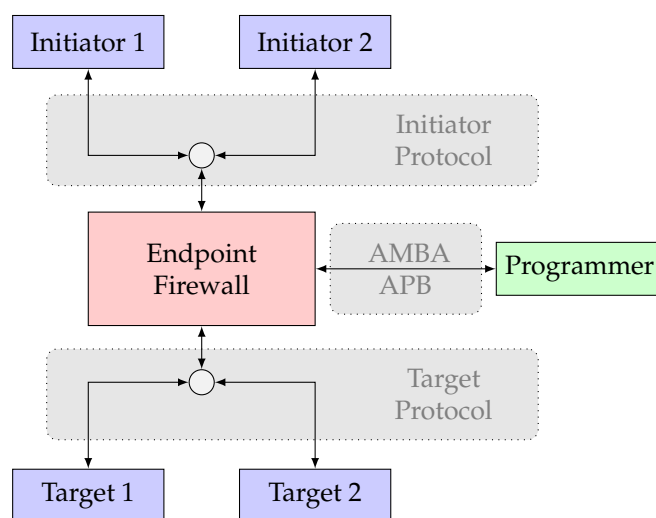 Initiator 1
Initiator 2
Initiator
Protocol
Endpoint
Firewall
AMBA
APB
Programmer
Target
Protocol
Target 1
Target 2